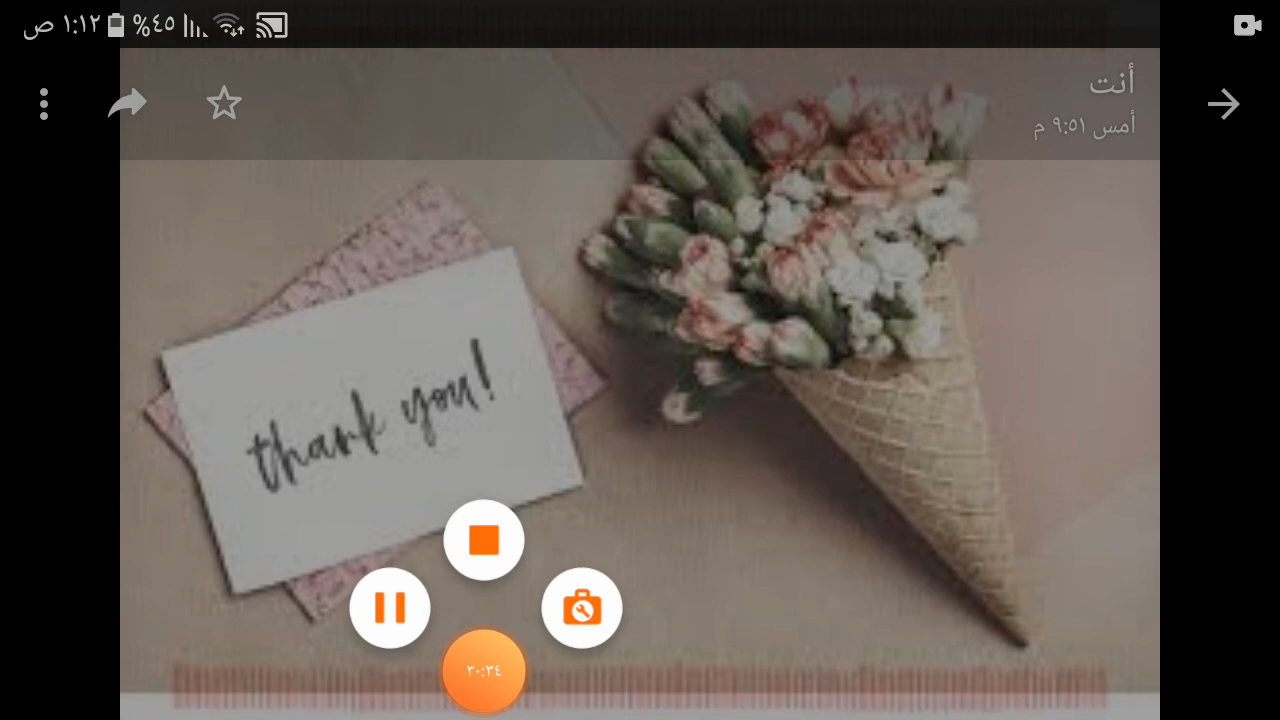 ١:١٢ ص
%٤٥
أنت
أمس ٩:٥١ م
thank you!
٣٠:٣٤